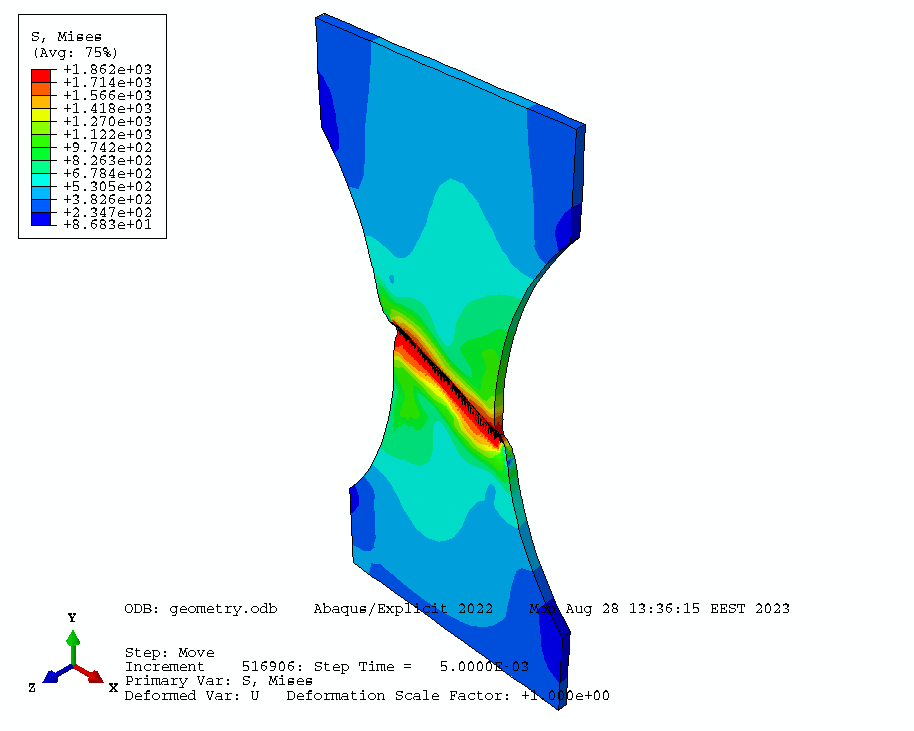 S, Mises
(Avg: 75%)
+1.862e+03
+1.714e+03
+1.566e+03
+1.418e+03
+1.270e+03
+1.122e+03
+9.742e+02
+8.263e+02
+6.784e+02
+5.305e+02
+3.826e+02
+2.347e+02
+8.683e+01
ODB: geometry.odb    Abaqus/Explicit 2022    Mon Aug 28 13:36:15 EEST 2023
Y
Z
X
Step: Move
Increment    516906: Step Time =    5.0000E-03
Primary Var: S, Mises
Deformed Var: U   Deformation Scale Factor: +1.000e+00